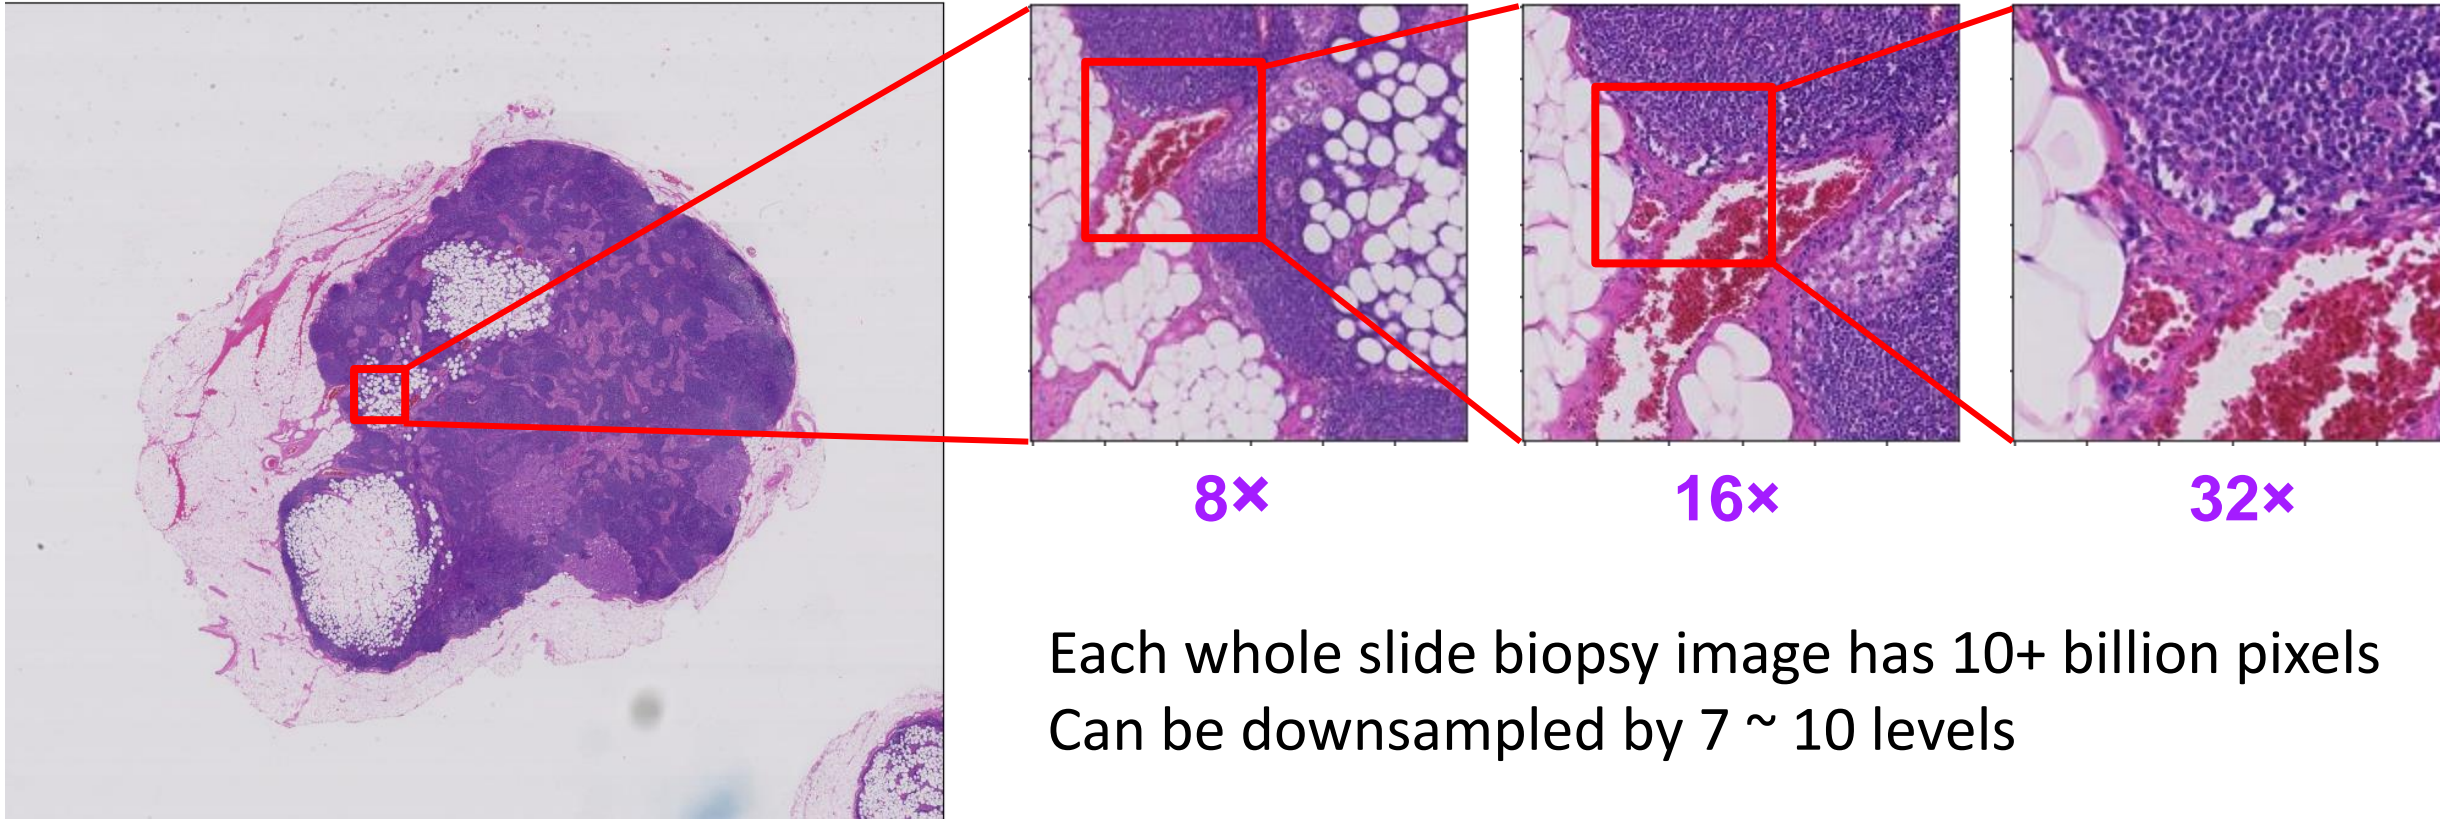 8×
16×
32×
Each whole slide biopsy image has 10+ billion pixels
Can be downsampled by 7 ~ 10 levels